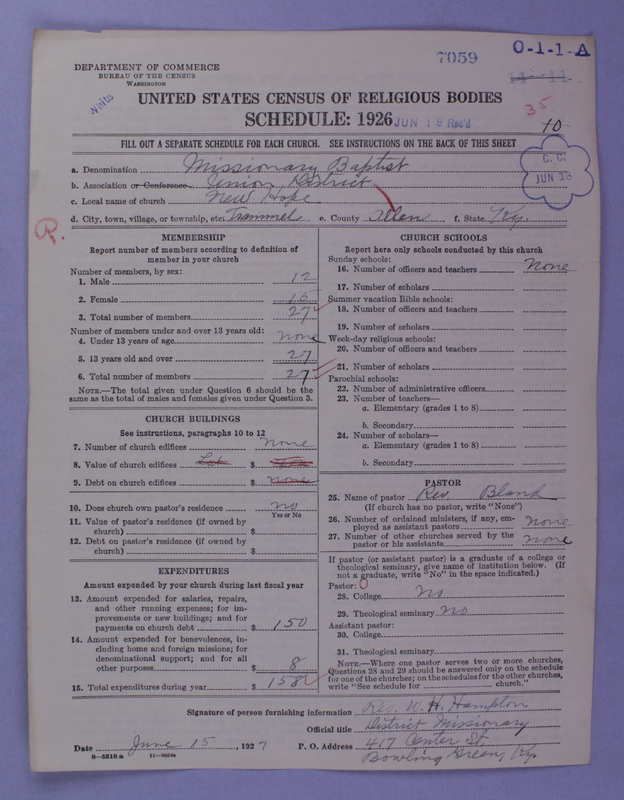 7059
O-1-1-A
DEPARTMENT OF COMMERCE
BUREAU OF THE CENSUS
WASHINGTON
White
35
UNITED STATES CENSUS OF RELIGIOUS BODIES
SCHEDULE: 1926
JUN 18 Rec'd
10
FILL OUT A SEPARATE SCHEDULE FOR EACH CHURCH. SEE INSTRUCTIONS ON THE BACK OF THIS SHEET
C. C.
JUN 18
a. Denomination Missionary Baptist
b. Association or Conference Union District
c. Local name of church New Hope
d. City, town, village, or township, etc. Trammel e. County Allen f. State Ky.
P.
MEMBERSHIP
Report number of members according to definition of
member in your church
Number of members, by sex:
1. Male 12
2. Female 15
3. Total number of members 27
Number of members under and over 13 years old:
4. Under 13 years of age none
5. 13 years old and over 27
6. Total number of members 27
NOTE.—The total given under Question 6 should be the
same as the total of males and females given under Question 3.
CHURCH BUILDINGS
See instructions, paragraphs 10 to 12
7. Number of church edifices none
8. Value of church edifices $
9. Debt on church edifices $ none
10. Does church own pastor's residence no
Yes or No
11. Value of pastor's residence (if owned by
church) $
12. Debt on pastor's residence (if owned by
church) $
EXPENDITURES
Amount expended by your church during last fiscal year
13. Amount expended for salaries, repairs,
and other running expenses; for im-
provements or new buildings; and for
payments on church debt $ 150
14. Amount expended for benevolences, in-
cluding home and foreign missions; for
denominational support; and for all
other purposes $ 8
15. Total expenditures during year $ 158
CHURCH SCHOOLS
Report here only schools conducted by this church
Sunday schools:
16. Number of officers and teachers None
17. Number of scholars
Summer vacation Bible schools:
18. Number of officers and teachers
19. Number of scholars
Week-day religious schools:
20. Number of officers and teachers
21. Number of scholars
Parochial schools:
22. Number of administrative officers
23. Number of teachers—
a. Elementary (grades 1 to 8)
b. Secondary
24. Number of scholars—
a. Elementary (grades 1 to 8)
b. Secondary
PASTOR
25. Name of pastor Rev. Bland
(If church has no pastor, write "None")
26. Number of ordained ministers, if any, em-
ployed as assistant pastors none
27. Number of other churches served by the
pastor or his assistants none
If pastor (or assistant pastor) is a graduate of a college or
theological seminary, give name of institution below. (If
not a graduate, write "No" in the space indicated.)
Pastor: 0
28. College No
29. Theological seminary No
Assistant pastor:
30. College
31. Theological seminary
NOTE.—Where one pastor serves two or more churches,
Questions 28 and 29 should be answered only on the schedule
for one of the churches; on the schedules for the other churches,
write "See schedule for church."
Signature of person furnishing information Rev. W. H. Hampton
Official title District Missionary
Date June 15, 1927 P. O. Address 417 Center St.
Bowling Green, Ky.
8—5518 a 11—9054a